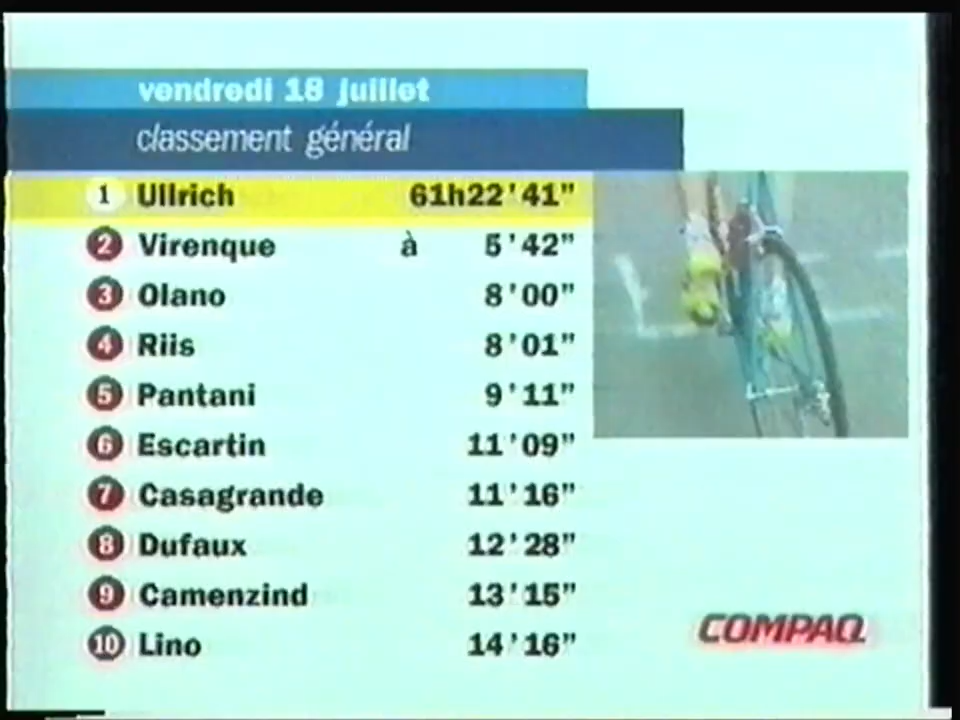 vendredi 18 juillet
classement général
1 Ullrich 61h22'41"
2 Virenque à 5'42"
3 Olano 8'00"
4 Riis 8'01"
5 Pantani 9'11"
6 Escartin 11'09"
7 Casagrande 11'16"
8 Dufaux 12'28"
9 Camenzind 13'15"
10 Lino 14'16"
COMPAQ